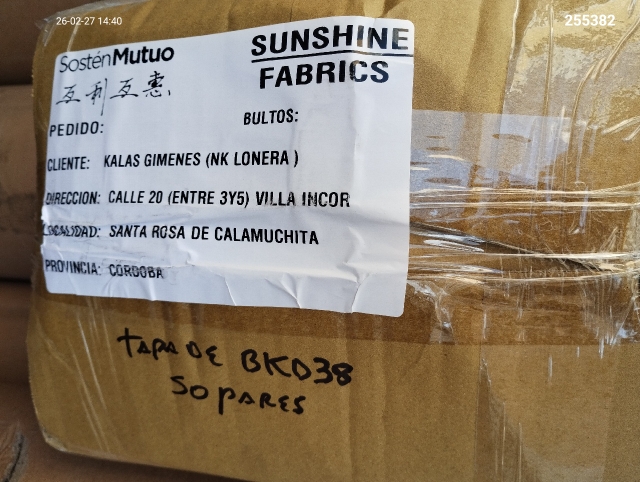 26-02-27 14:40
255382
SosténMutuo
互利互惠
SUNSHINE
FABRICS
PEDIDO:
BULTOS:
CLIENTE: KALAS GIMENES (NK LONERA )
DIRECCION: CALLE 20 (ENTRE 3Y5) VILLA INCOR
LOCALIDAD: SANTA ROSA DE CALAMUCHITA
PROVINCIA: CORDOBA
tAPA DE BKD38
50 PARES